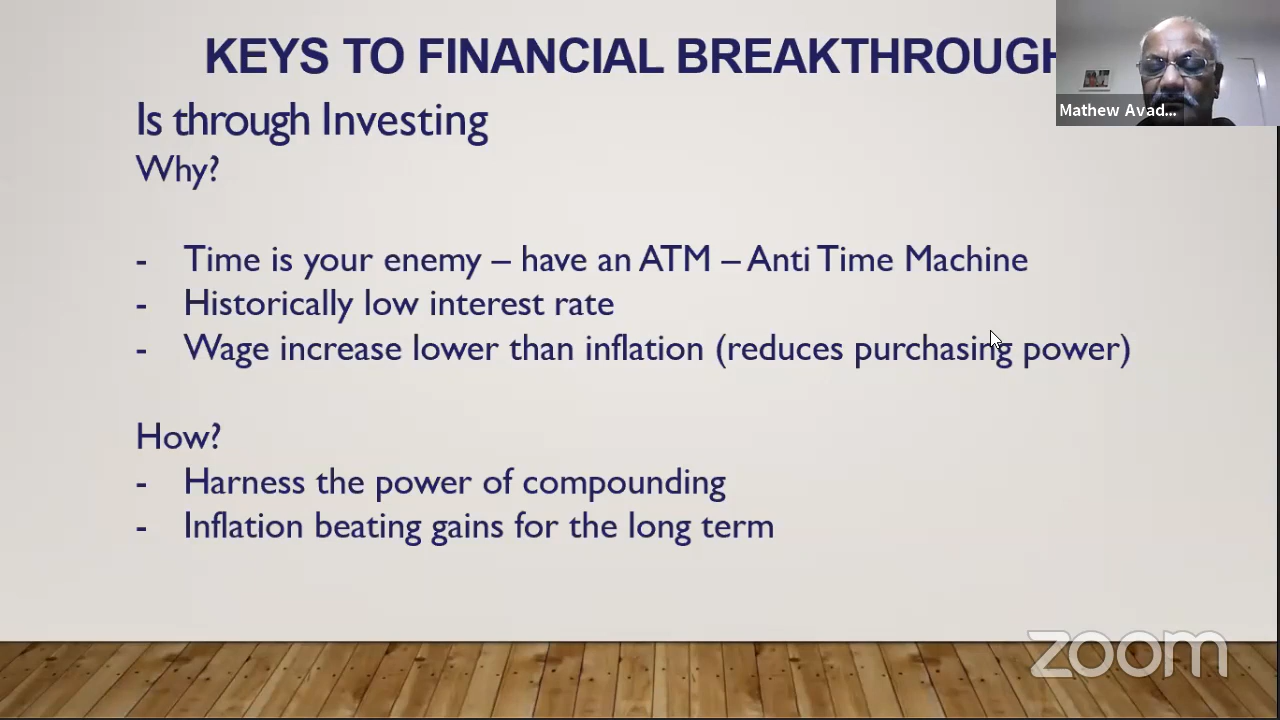 KEYS TO FINANCIAL BREAKTHROUGH
Mathew Avad...
Is through Investing
Why?
- Time is your enemy – have an ATM – Anti Time Machine
- Historically low interest rate
- Wage increase lower than inflation (reduces purchasing power)
How?
- Harness the power of compounding
- Inflation beating gains for the long term
zoom